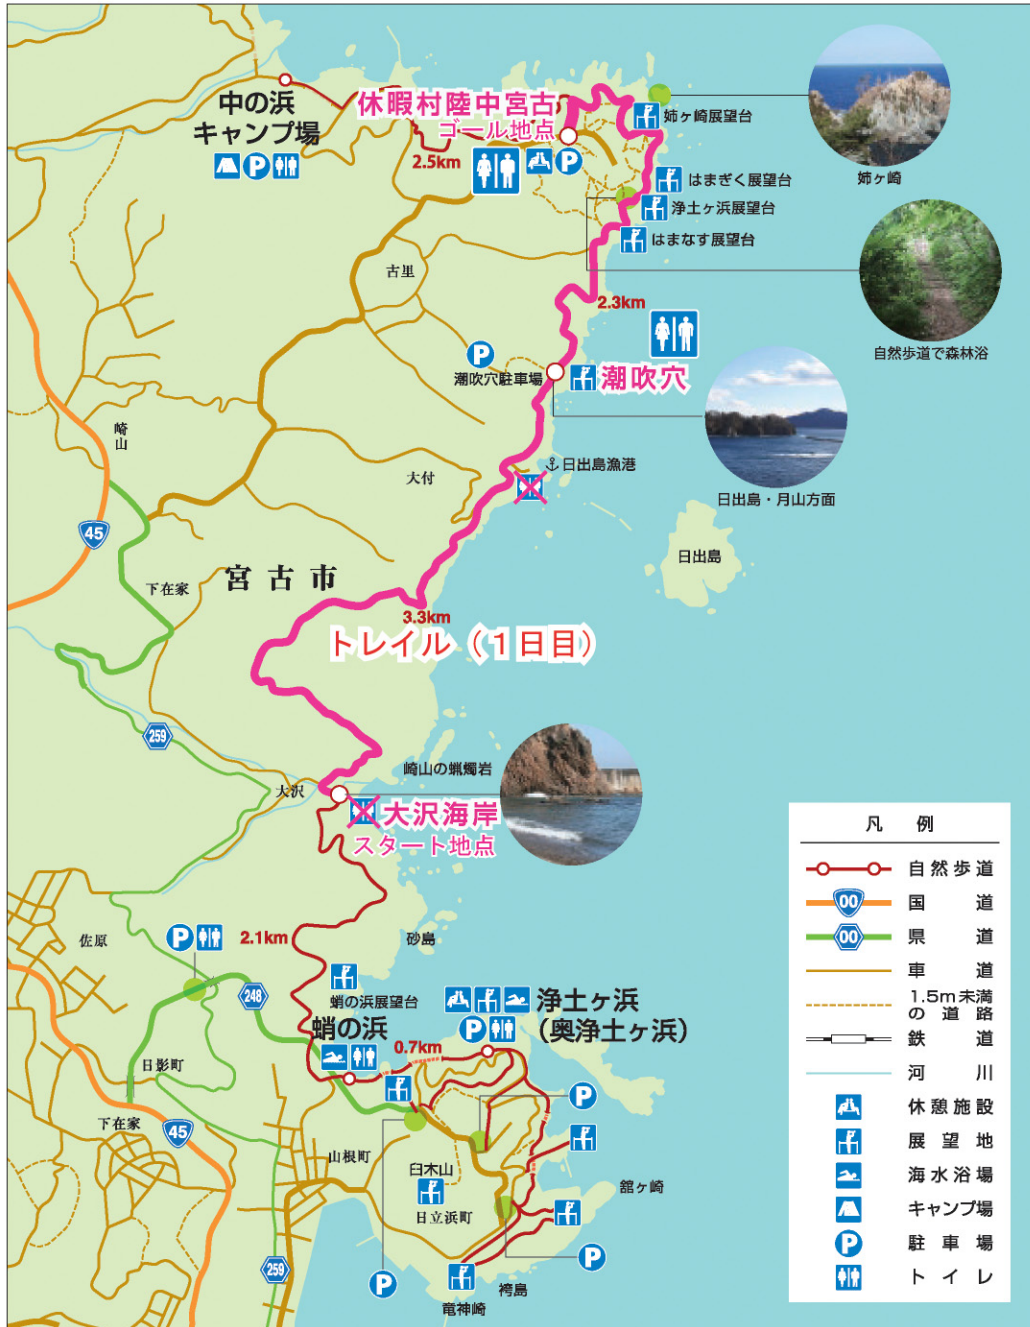 中の浜
キャンプ場
P
休暇村陸中宮古
ゴール地点
2.5km
P
姉ヶ崎展望台
姉ヶ崎
はまぎく展望台
浄土ヶ浜展望台
はまなす展望台
古里
2.3km
自然歩道で森林浴
P
潮吹穴駐車場
潮吹穴
崎山
大付
日出島漁港
日出島・月山方面
45
日出島
下在家
宮古市
3.3km
トレイル（1日目）
259
崎山の蝋燭岩
大沢
大沢海岸
スタート地点
佐原
P
2.1km
砂島
248
蛸の浜展望台
蛸の浜
浄土ヶ浜
（奥浄土ヶ浜）
P
0.7km
日影町
下在家
45
山根町
P
臼木山
日立浜町
舘ヶ崎
259
P
P
袴島
竜神崎
凡例
自然歩道
00 国道
00 県道
車道
1.5m未満
の道路
鉄道
河川
休憩施設
展望地
海水浴場
キャンプ場
P 駐車場
トイレ